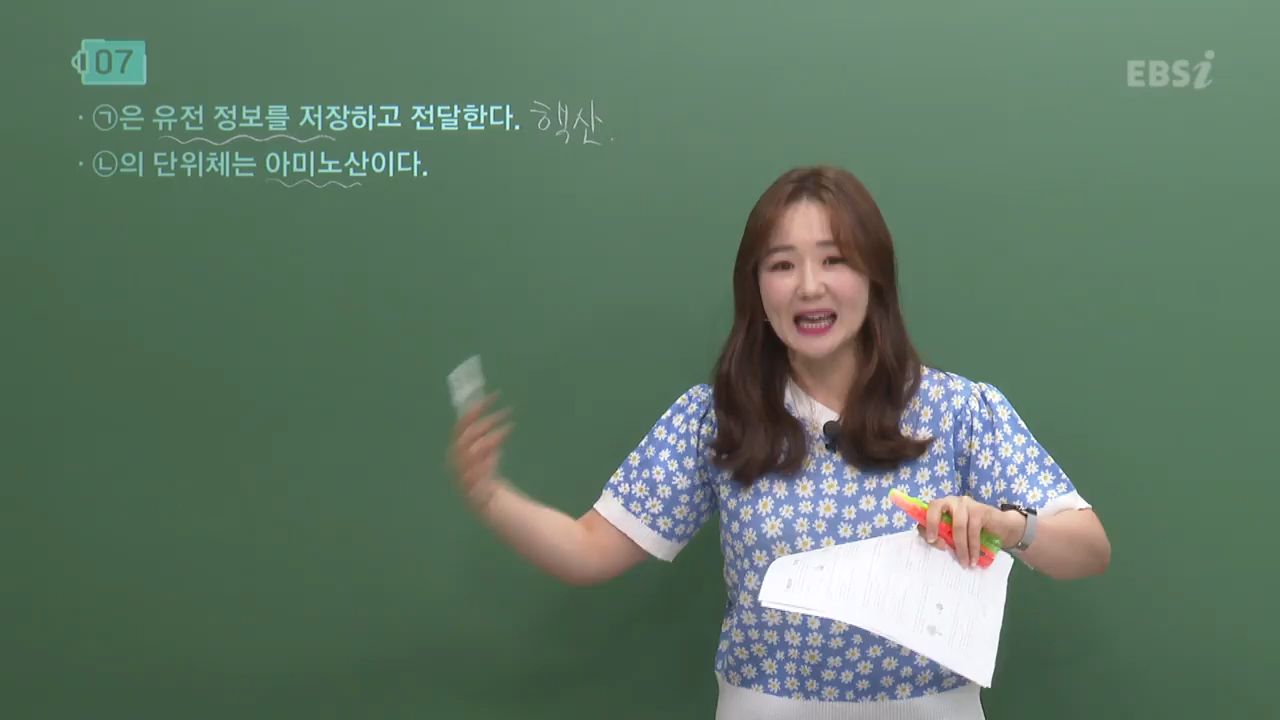 07
EBSi
· ㉠은 유전 정보를 저장하고 전달한다. 핵산.
· ㉡의 단위체는 아미노산이다.